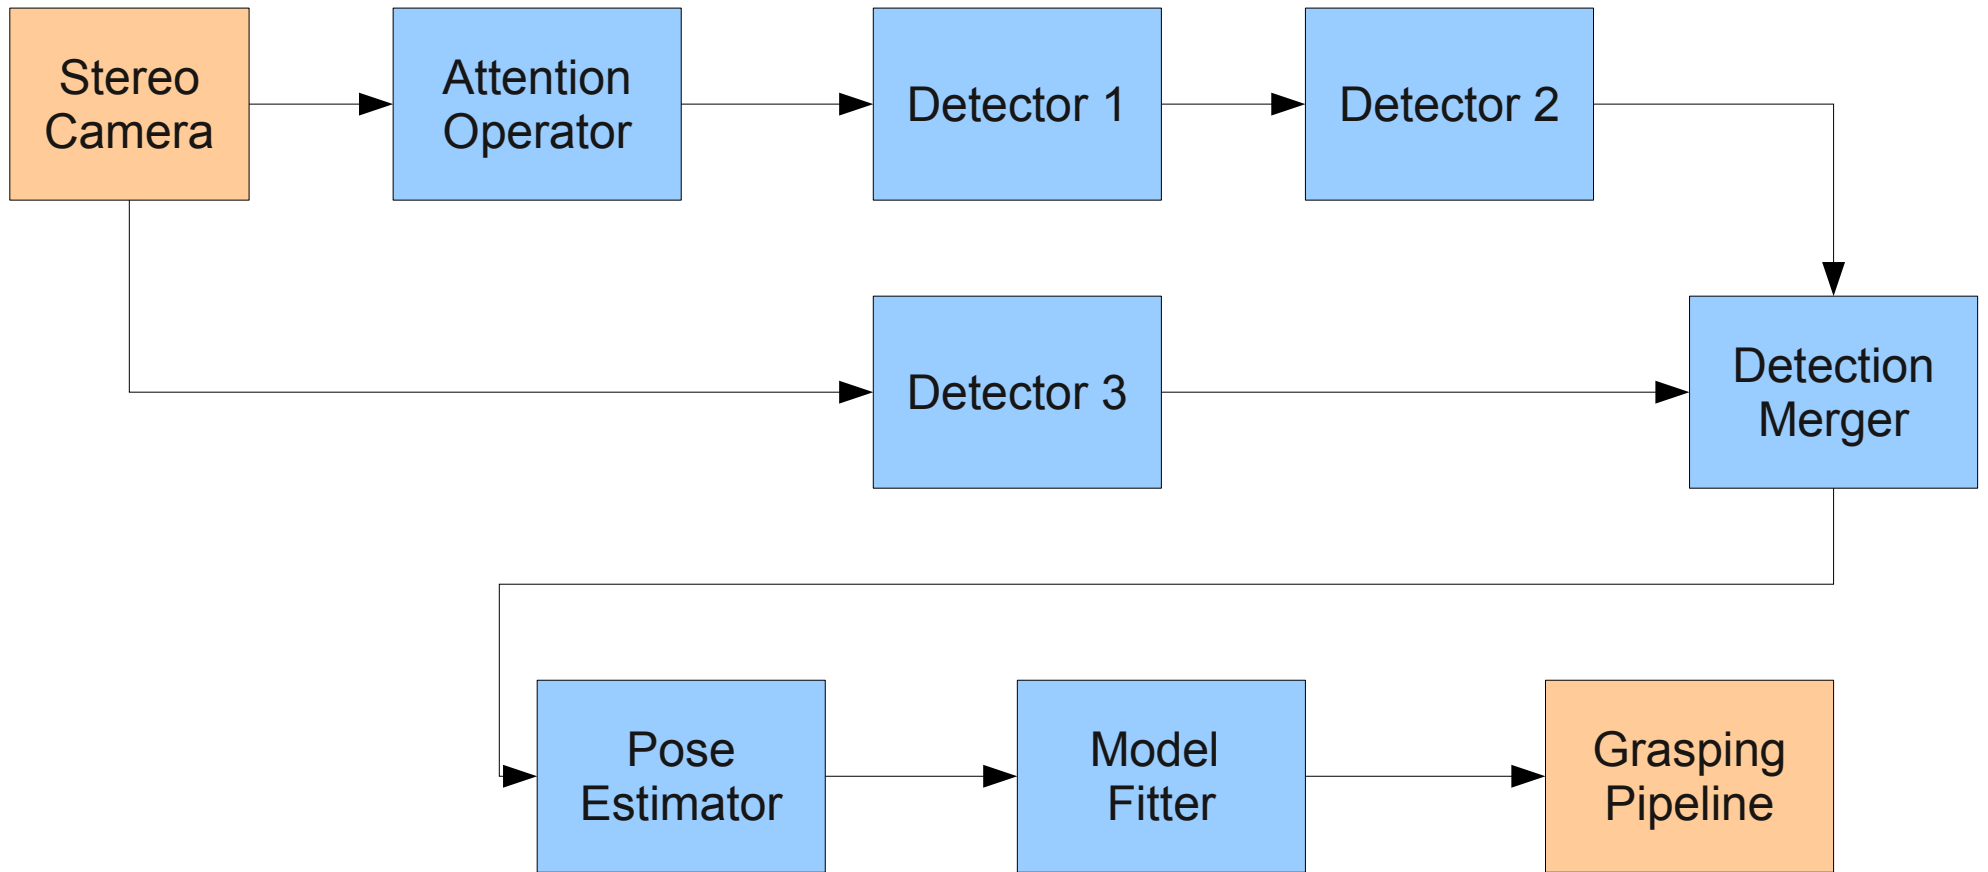 Stereo
Camera
Attention
Operator
Detector 1
Detector 2
Detector 3
Detection
Merger
Pose
Estimator
Model
Fitter
Grasping
Pipeline